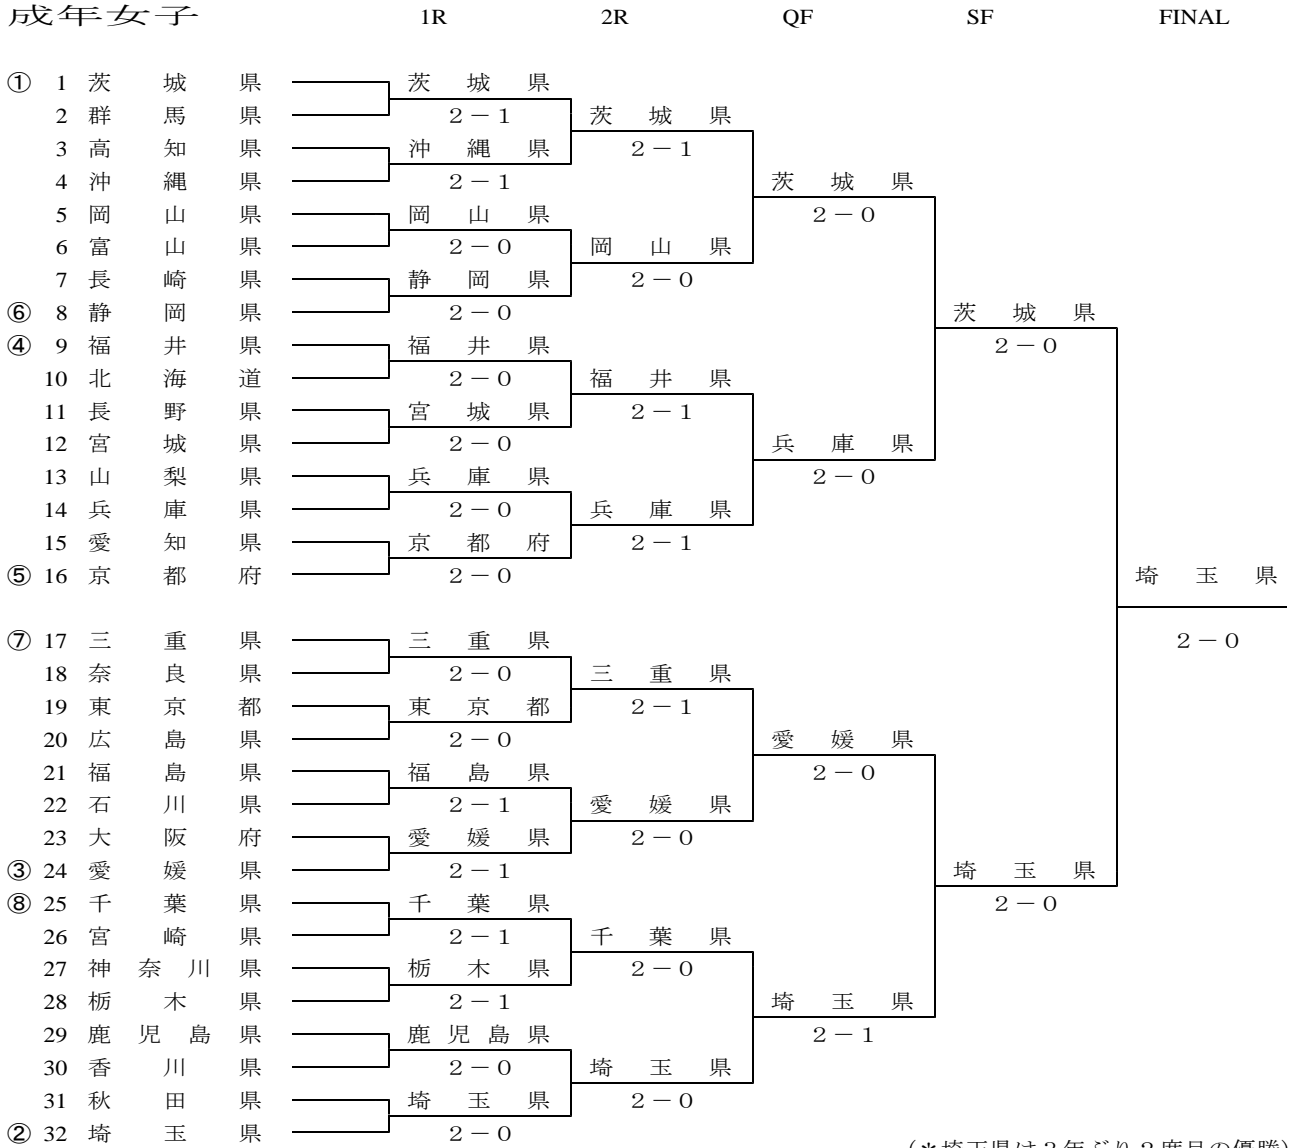 成年女子 1R 2R QF SF FINAL
① 1 茨城県 茨城県
2 群馬県 2－1 茨城県
3 高知県 沖縄県 2－1
4 沖縄県 2－1 茨城県
5 岡山県 岡山県 2－0
6 富山県 2－0 岡山県
7 長崎県 静岡県 2－0
⑥ 8 静岡県 2－0 茨城県
④ 9 福井県 福井県 2－0
10 北海道 2－0 福井県
11 長野県 宮城県 2－1
12 宮城県 2－0 兵庫県
13 山梨県 兵庫県 2－0
14 兵庫県 2－0 兵庫県
15 愛知県 京都府 2－1
⑤ 16 京都府 2－0 埼玉県
⑦ 17 三重県 三重県 2－0
18 奈良県 2－0 三重県
19 東京都 東京都 2－1
20 広島県 2－0 愛媛県
21 福島県 福島県 2－0
22 石川県 2－1 愛媛県
23 大阪府 愛媛県 2－0
③ 24 愛媛県 2－1 埼玉県
⑧ 25 千葉県 千葉県 2－0
26 宮崎県 2－1 千葉県
27 神奈川県 栃木県 2－0
28 栃木県 2－1 埼玉県
29 鹿児島県 鹿児島県 2－1
30 香川県 2－0 埼玉県
31 秋田県 埼玉県 2－0
② 32 埼玉県 2－0